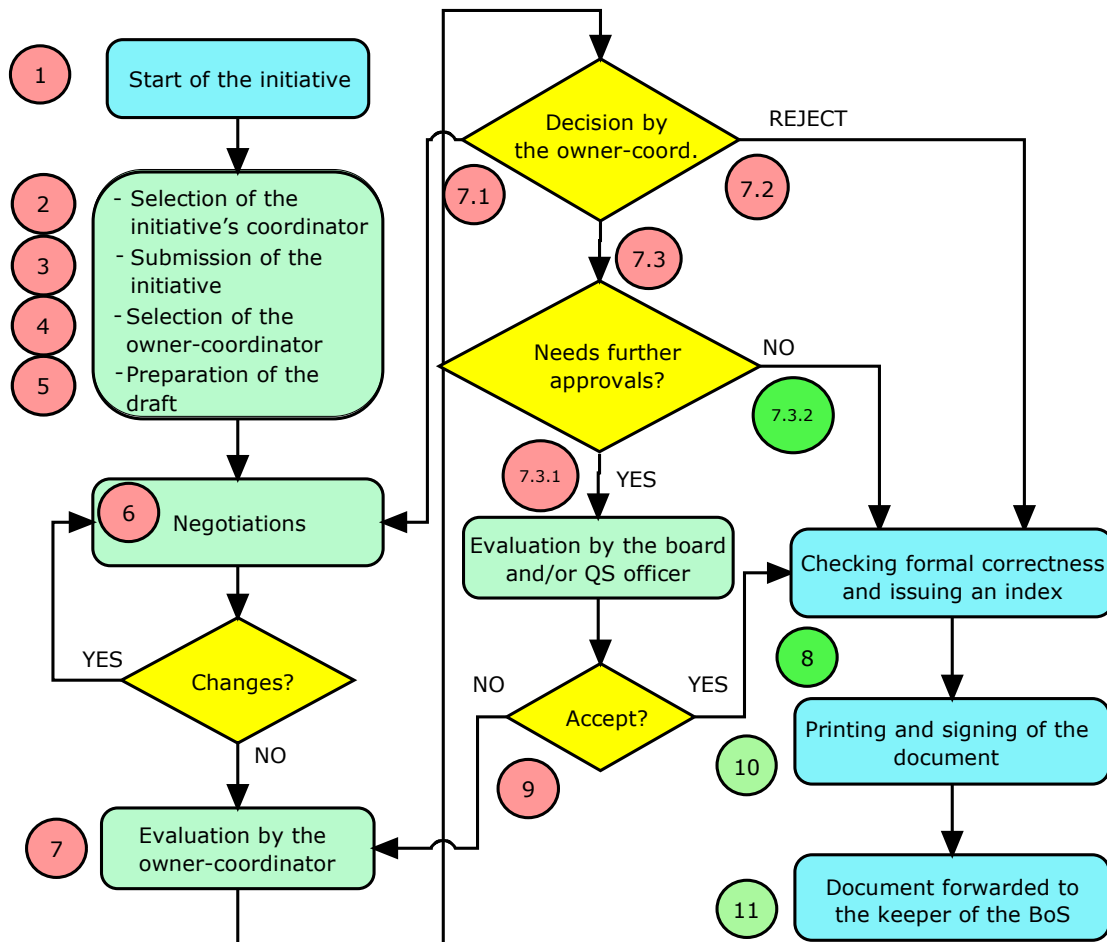 1
Start of the initiative
2
3
4
5
- Selection of the
initiative's coordinator
- Submission of the
initiative
- Selection of the
owner-coordinator
- Preparation of the
draft
6
Negotiations
YES
Changes?
NO
7
Evaluation by the
owner-coordinator
Decision by
the owner-coord.
REJECT
7.1
7.2
7.3
Needs further
approvals?
NO
7.3.2
7.3.1
YES
Evaluation by the board
and/or QS officer
NO
Accept?
YES
9
Checking formal correctness
and issuing an index
8
Printing and signing of the
document
10
Document forwarded to
the keeper of the BoS
11